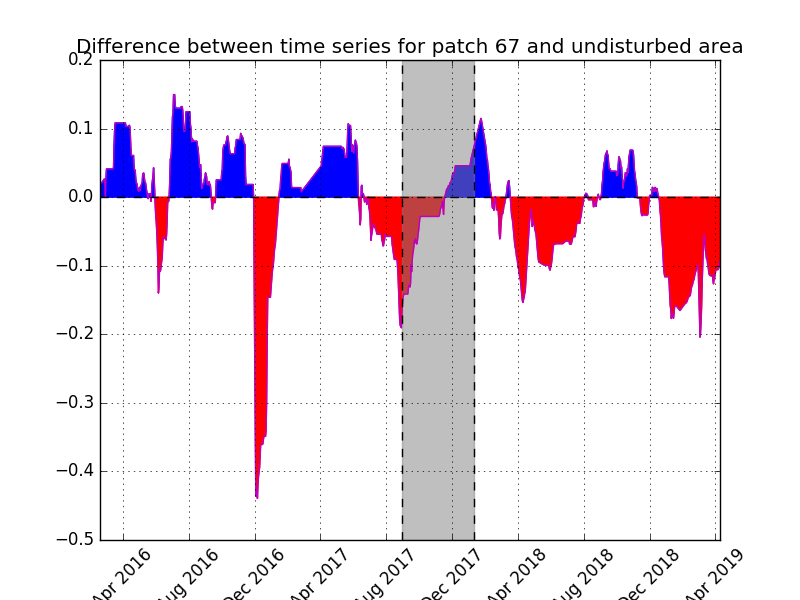 Difference between time series for patch 67 and undisturbed area
0.2
0.1
0.0
−0.1
−0.2
−0.3
−0.4
−0.5
Apr 2016
Aug 2016
Dec 2016
Apr 2017
Aug 2017
Dec 2017
Apr 2018
Aug 2018
Dec 2018
Apr 2019